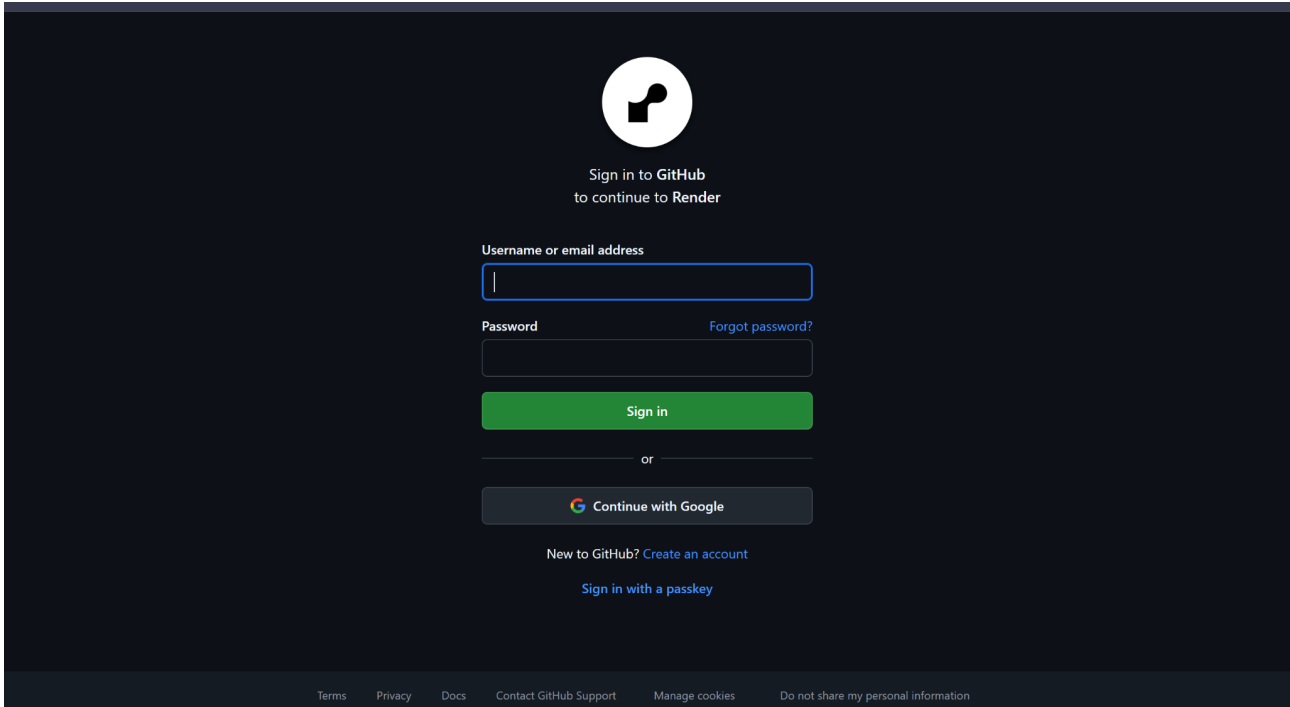 Sign in to GitHub
to continue to Render
Username or email address
Password Forgot password?
Sign in
or
Continue with Google
New to GitHub? Create an account
Sign in with a passkey
Terms Privacy Docs Contact GitHub Support Manage cookies Do not share my personal information